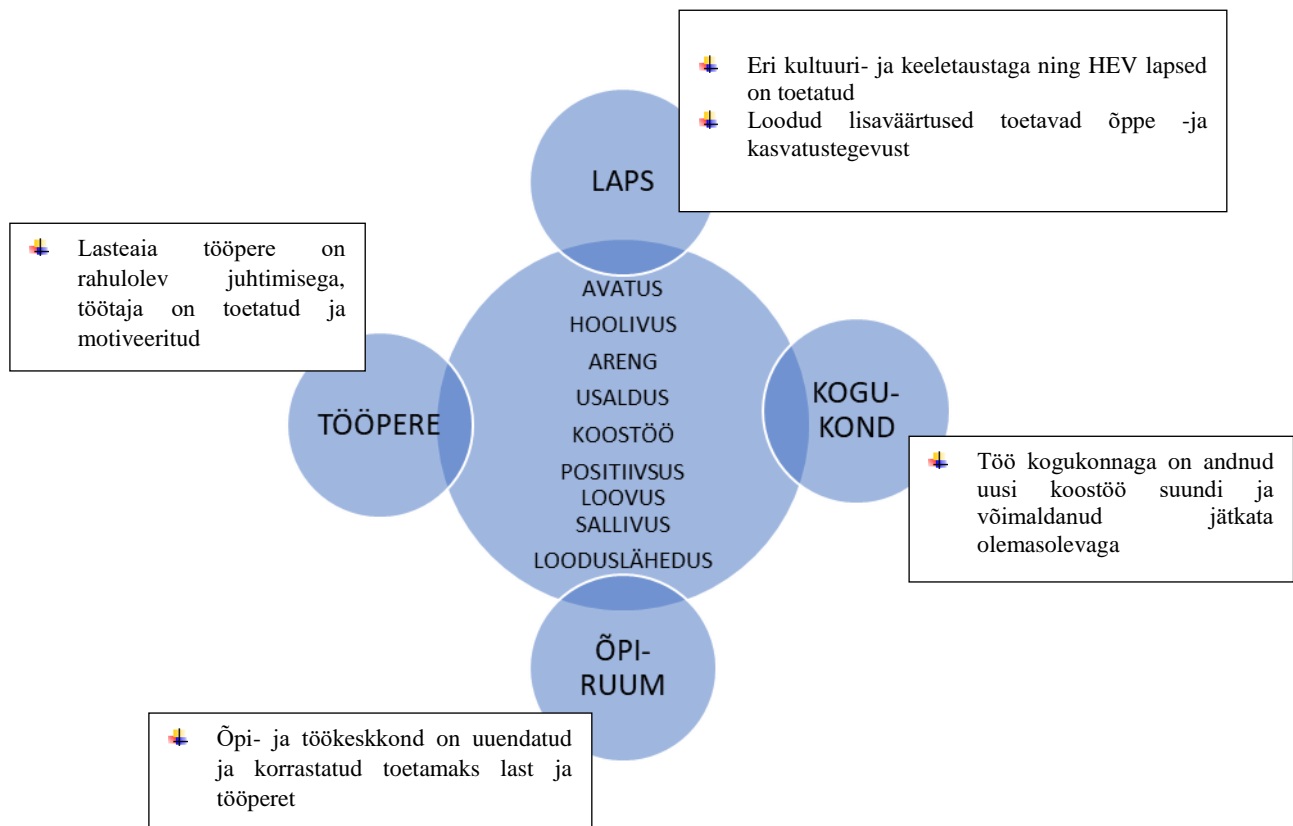 Eri kultuuri- ja keeletaustaga ning HEV lapsed
on toetatud
Loodud lisaväärtused toetavad õppe -ja
kasvatustegevust
LAPS
Lasteaia tööpere on
rahulolev juhtimisega,
töötaja on toetatud ja
motiveeritud
TÖÖPERE
AVATUS
HOOLIVUS
ARENG
USALDUS
KOOSTÖÖ
POSITIIVSUS
LOOVUS
SALLIVUS
LOODUSLÄHEDUS
KOGU-
KOND
Töö kogukonnaga on andnud
uusi koostöö suundi ja
võimaldanud jätkata
olemasolevaga
ÕPI-
RUUM
Õpi- ja töökeskkond on uuendatud
ja korrastatud toetamaks last ja
tööperet